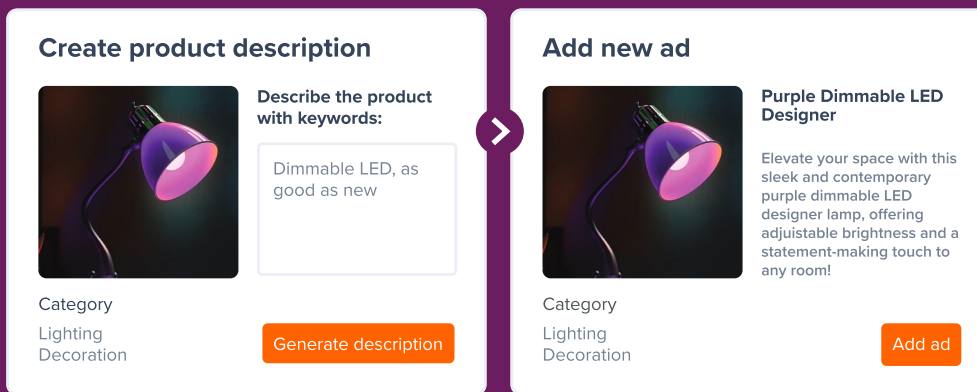 Create product description
Describe the product
with keywords:
Dimmable LED, as
good as new
Category
Lighting
Decoration
Generate description
Add new ad
Purple Dimmable LED
Designer
Elevate your space with this
sleek and contemporary
purple dimmable LED
designer lamp, offering
adjuistable brightness and a
statement-making touch to
any room!
Category
Lighting
Decoration
Add ad